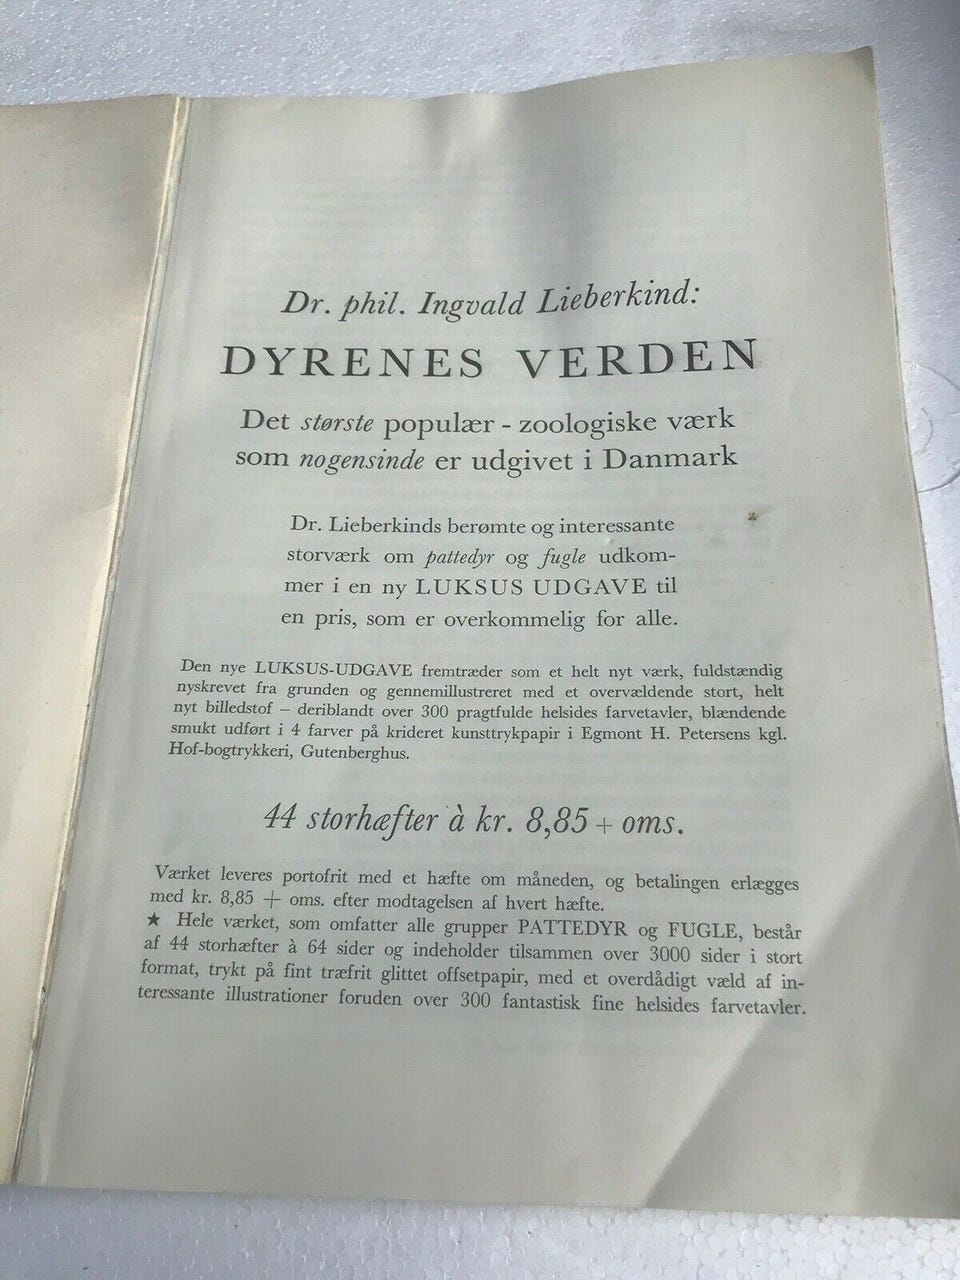 Dr. phil. Ingvald Lieberkind:
DYRENES VERDEN
Det største populær - zoologiske værk
som nogensinde er udgivet i Danmark
Dr. Lieberkinds berømte og interessante
storværk om pattedyr og fugle udkom-
mer i en ny LUKSUS UDGAVE til
en pris, som er overkommelig for alle.
Den nye LUKSUS-UDGAVE fremtræder som et helt nyt værk, fuldstændig
nyskrevet fra grunden og gennemillustreret med et overvældende stort, helt
nyt billedstof – deriblandt over 300 pragtfulde helsides farvetavler, blændende
smukt udført i 4 farver på krideret kunsttrykpapir i Egmont H. Petersens kgl.
Hof-bogtrykkeri, Gutenberghus.
44 storhæfter à kr. 8,85 + oms.
Værket leveres portofrit med et hæfte om måneden, og betalingen erlægges
med kr. 8,85 + oms. efter modtagelsen af hvert hæfte.
★ Hele værket, som omfatter alle grupper PATTEDYR og FUGLE, består
af 44 storhæfter à 64 sider og indeholder tilsammen over 3000 sider i stort
format, trykt på fint træfrit glittet offsetpapir, med et overdådigt væld af in-
teressante illustrationer foruden over 300 fantastisk fine helsides farvetavler.